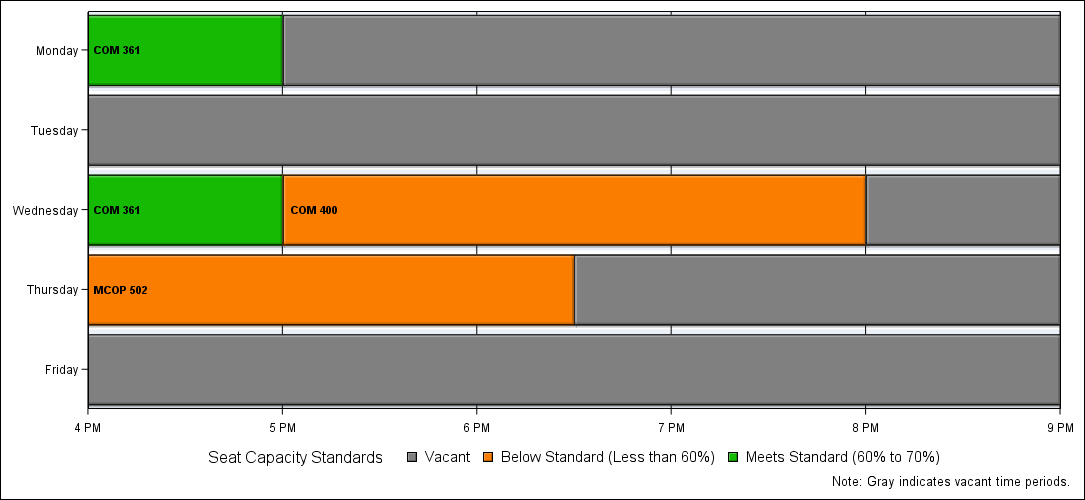 Monday
COM 361
Tuesday
Wednesday
COM 361
COM 400
Thursday
MCOP 502
Friday
4 PM
5 PM
6 PM
7 PM
8 PM
9 PM
Seat Capacity Standards
Vacant
Below Standard (Less than 60%)
Meets Standard (60% to 70%)
Note: Gray indicates vacant time periods.